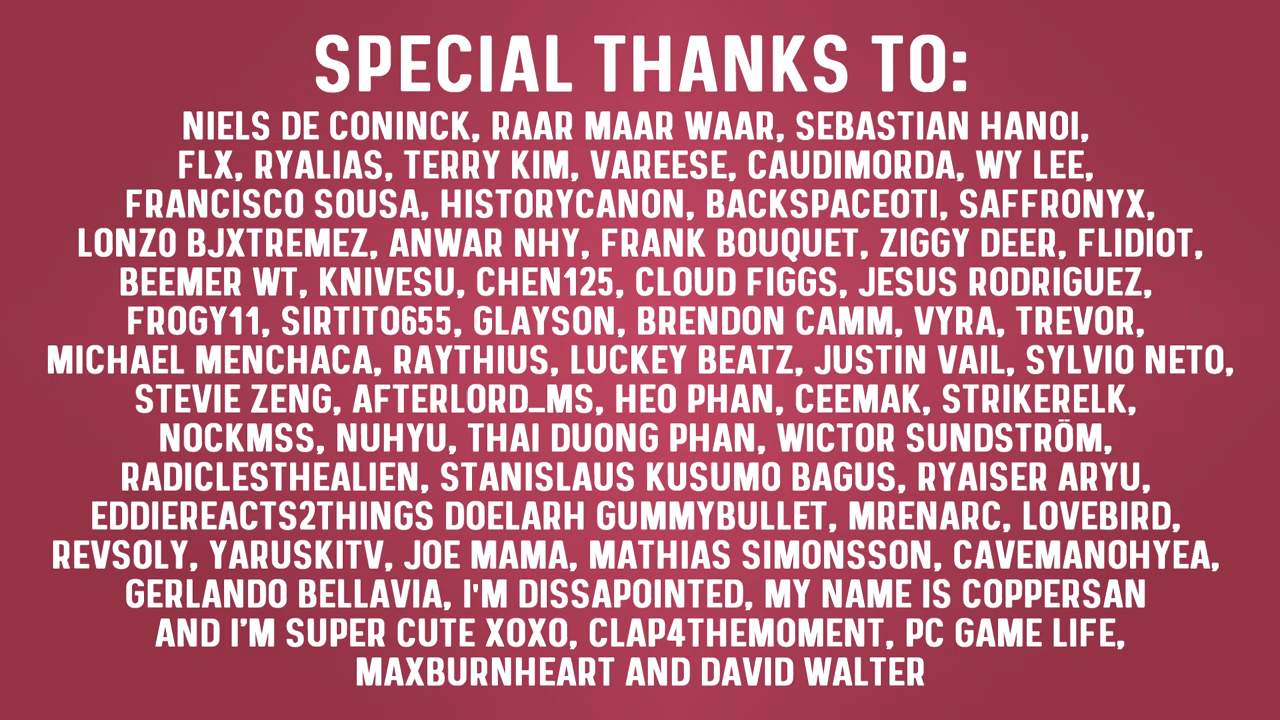 SPECIAL THANKS TO:
NIELS DE CONINCK, RAAR MAAR WAAR, SEBASTIAN HANOI,
FLX, RYALIAS, TERRY KIM, VAREESE, CAUDIMORDA, WY LEE,
FRANCISCO SOUSA, HISTORYCANON, BACKSPACEOTI, SAFFRONYX,
LONZO BJXTREMEZ, ANWAR NHY, FRANK BOUQUET, ZIGGY DEER, FLIDIOT,
BEEMER WT, KNIVESU, CHEN125, CLOUD FIGGS, JESUS RODRIGUEZ,
FROGY11, SIRTITO655, GLAYSON, BRENDON CAMM, VYRA, TREVOR,
MICHAEL MENCHACA, RAYTHIUS, LUCKEY BEATZ, JUSTIN VAIL, SYLVIO NETO,
STEVIE ZENG, AFTERLORD_MS, HEO PHAN, CEEMAK, STRIKERELK,
NOCKMSS, NUHYU, THAI DUONG PHAN, WICTOR SUNDSTRÖM,
RADICLESTHEALIEN, STANISLAUS KUSUMO BAGUS, RYAISER ARYU,
EDDIEREACTS2THINGS DOELARH GUMMYBULLET, MRENARC, LOVEBIRD,
REVSOLY, YARUSKITV, JOE MAMA, MATHIAS SIMONSSON, CAVEMANOHYEA,
GERLANDO BELLAVIA, I'M DISSAPOINTED, MY NAME IS COPPERSAN
AND I’M SUPER CUTE XOXO, CLAP4THEMOMENT, PC GAME LIFE,
MAXBURNHEART AND DAVID WALTER